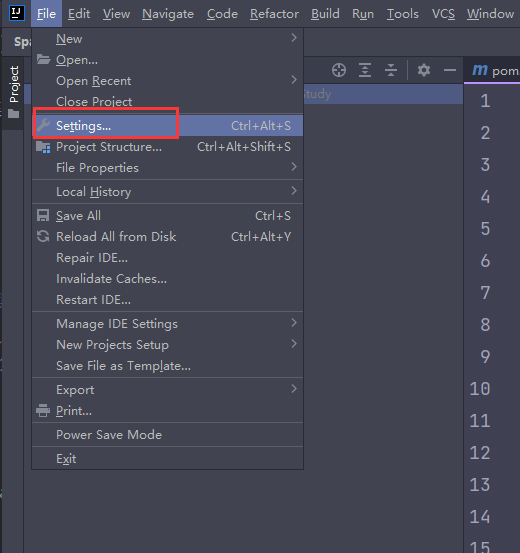 IJ File Edit View Navigate Code Refactor Build Run Tools VCS Window
Spa
New
Open...
Open Recent
Close Project
Settings... Ctrl+Alt+S
Project Structure... Ctrl+Alt+Shift+S
File Properties
Local History
Save All Ctrl+S
Reload All from Disk Ctrl+Alt+Y
Repair IDE...
Invalidate Caches...
Restart IDE...
Manage IDE Settings
New Projects Setup
Save File as Template...
Export
Print...
Power Save Mode
Exit
Project
Study
m pom
1
2
3
4
5
6
7
8
9
10
11
12
13
14
15